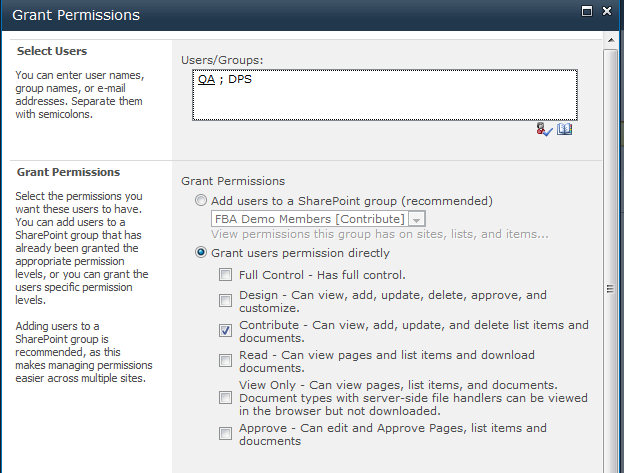 Grant Permissions
Select Users
You can enter user names,
group names, or e-mail
addresses. Separate them
with semicolons.
Users/Groups:
QA ; DPS
Grant Permissions
Select the permissions you
want these users to have.
You can add users to a
SharePoint group that has
already been granted the
appropriate permission
levels, or you can grant the
users specific permission
levels.
Adding users to a
SharePoint group is
recommended, as this
makes managing permissions
easier across multiple sites.
Grant Permissions
Add users to a SharePoint group (recommended)
FBA Demo Members [Contribute]
View permissions this group has on sites, lists, and items...
Grant users permission directly
Full Control - Has full control.
Design - Can view, add, update, delete, approve, and
customize.
Contribute - Can view, add, update, and delete list items and
documents.
Read - Can view pages and list items and download
documents.
View Only - Can view pages, list items, and documents.
Document types with server-side file handlers can be viewed
in the browser but not downloaded.
Approve - Can edit and Approve Pages, list items and
doucments